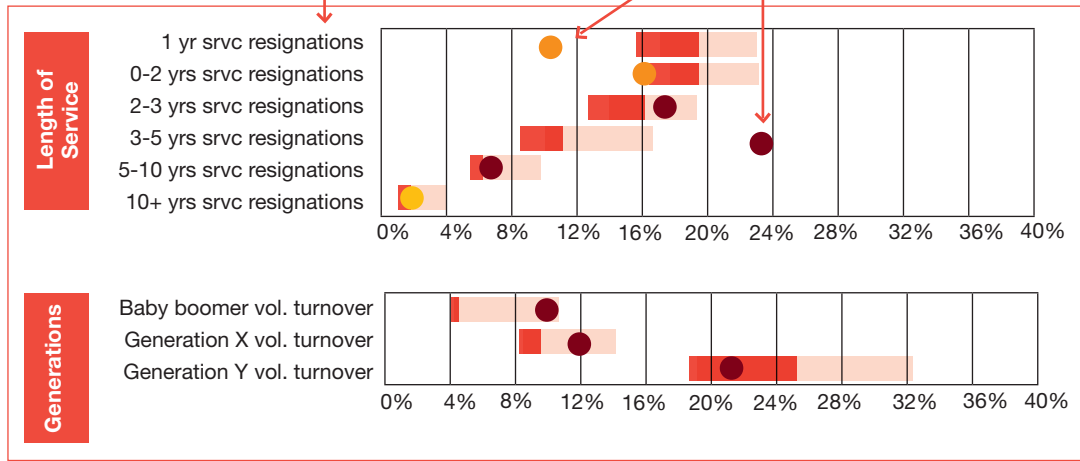 Length of
Service
1 yr srvc resignations
0-2 yrs srvc resignations
2-3 yrs srvc resignations
3-5 yrs srvc resignations
5-10 yrs srvc resignations
10+ yrs srvc resignations
0% 4% 8% 12% 16% 20% 24% 28% 32% 36% 40%
Generations
Baby boomer vol. turnover
Generation X vol. turnover
Generation Y vol. turnover
0% 4% 8% 12% 16% 20% 24% 28% 32% 36% 40%